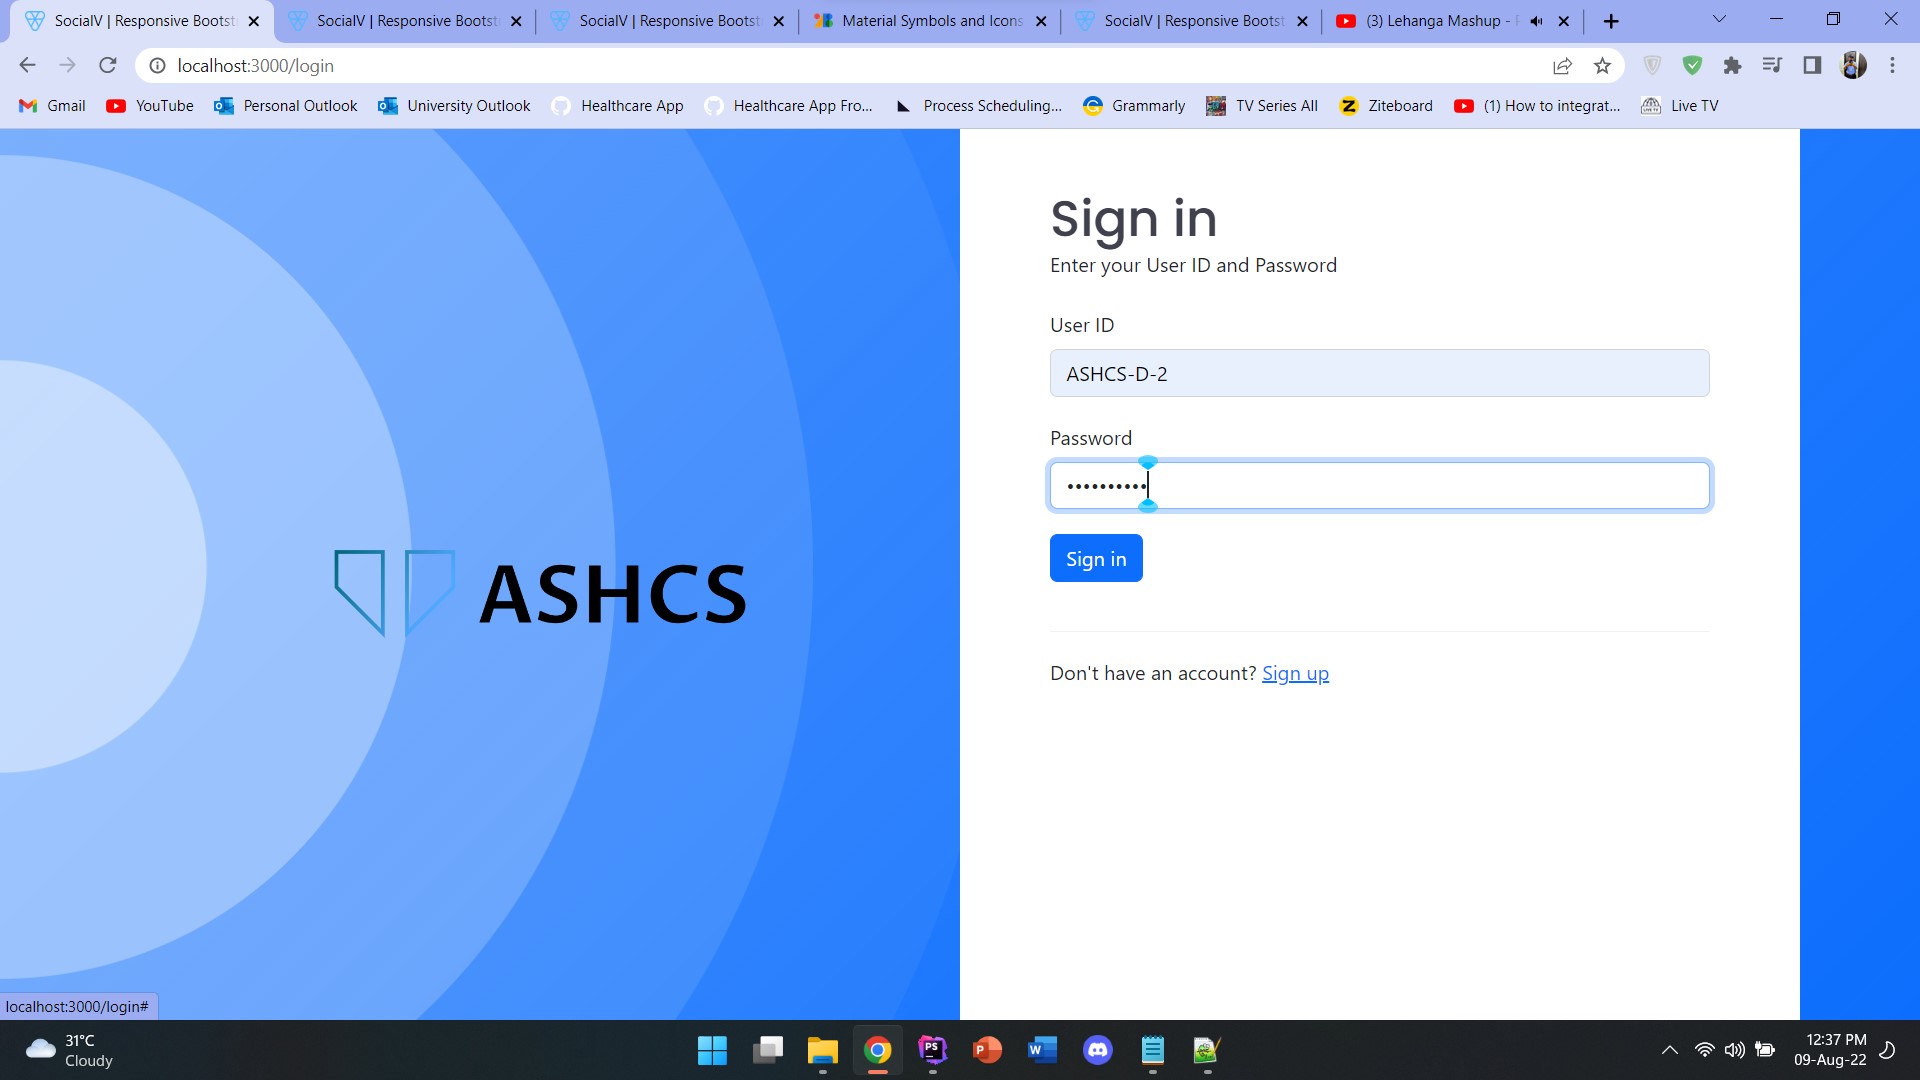 SocialV | Responsive Bootst
SocialV | Responsive Bootst
SocialV | Responsive Bootst
Material Symbols and Icons
SocialV | Responsive Bootst
(3) Lehanga Mashup -
localhost:3000/login
Gmail
YouTube
Personal Outlook
University Outlook
Healthcare App
Healthcare App Fro...
Process Scheduling...
Grammarly
TV Series All
Ziteboard
(1) How to integrat...
Live TV
Sign in
Enter your User ID and Password
User ID
ASHCS-D-2
Password
••••••••••
Sign in
Don't have an account? Sign up
ASHCS
localhost:3000/login#
31°C
Cloudy
12:37 PM
09-Aug-22